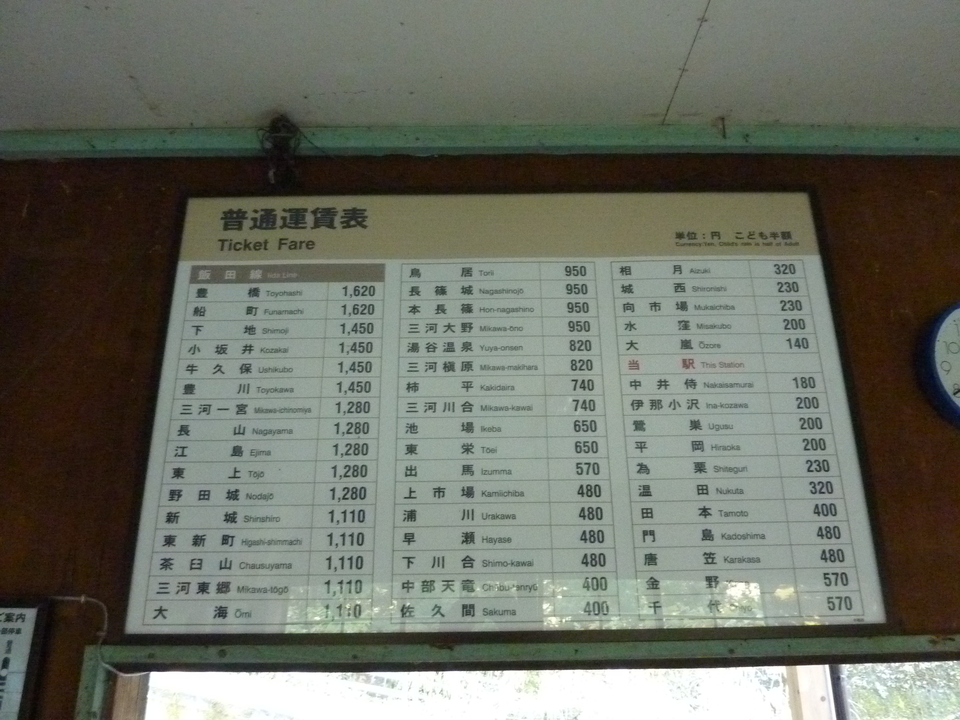 普通運賃表
Ticket Fare
単位：円 こども半額
Currency:Yen, Child's rate is half of Adult
飯田線 Iida Line
豊橋 Toyohashi 1,620
船町 Funamachi 1,620
下地 Shimoji 1,450
小坂井 Kozakai 1,450
牛久保 Ushikubo 1,450
豊川 Toyokawa 1,450
三河一宮 Mikawa-ichinomiya 1,280
長山 Nagayama 1,280
江島 Ejima 1,280
東上 Tōjō 1,280
野田城 Nodajō 1,280
新城 Shinshiro 1,110
東新町 Higashi-shimmachi 1,110
茶臼山 Chausuyama 1,110
三河東郷 Mikawa-tōgō 1,110
大海 Ōmi 1,110
鳥居 Torii 950
長篠城 Nagashinojō 950
本長篠 Hon-nagashino 950
三河大野 Mikawa-ōno 950
湯谷温泉 Yuya-onsen 820
三河槇原 Mikawa-makihara 820
柿平 Kakidaira 740
三河川合 Mikawa-kawai 740
池場 Ikeba 650
東栄 Tōei 650
出馬 Izumma 570
上市場 Kamiichiba 480
浦川 Urakawa 480
早瀬 Hayase 480
下川合 Shimo-kawai 480
中部天竜 Chūbu-tenryū 400
佐久間 Sakuma 400
相月 Aizuki 320
城西 Shironishi 230
向市場 Mukaichiba 230
水窪 Misakubo 200
大嵐 Ōzore 140
当駅 This Station
中井侍 Nakaisamurai 180
伊那小沢 Ina-kozawa 200
鶯巣 Ugusu 200
平岡 Hiraoka 200
為栗 Shiteguri 230
温田 Nukuta 320
田本 Tamoto 400
門島 Kadoshima 480
唐笠 Karakasa 480
金野 570
千代 570
ご案内
10
9
8